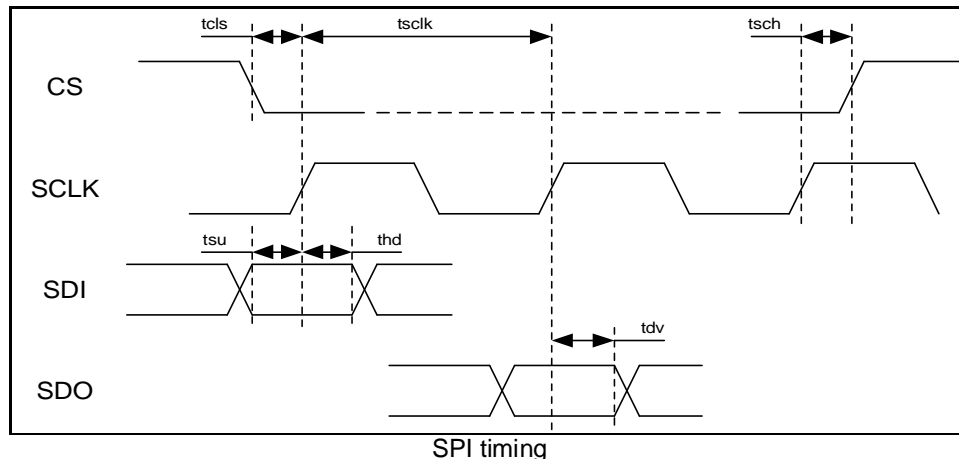 tcls tsclk tsch
CS
SCLK
tsu thd
SDI
tdv
SDO
SPI timing